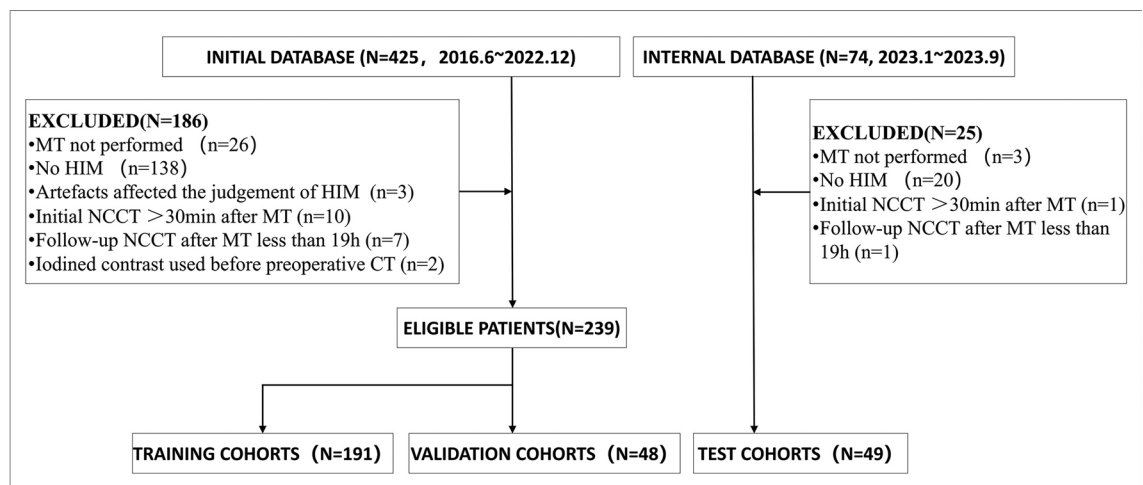 INITIAL DATABASE (N=425，2016.6~2022.12)
INTERNAL DATABASE (N=74, 2023.1~2023.9)
EXCLUDED(N=186)
•MT not performed （n=26)
•No HIM （n=138)
•Artefacts affected the judgement of HIM (n=3)
•Initial NCCT ＞30min after MT (n=10)
•Follow-up NCCT after MT less than 19h (n=7)
•Iodined contrast used before preoperative CT (n=2)
EXCLUDED(N=25)
•MT not performed （n=3)
•No HIM （n=20)
•Initial NCCT ＞30min after MT (n=1)
•Follow-up NCCT after MT less than
19h (n=1)
ELIGIBLE PATIENTS(N=239)
TRAINING COHORTS（N=191)
VALIDATION COHORTS（N=48)
TEST COHORTS（N=49)